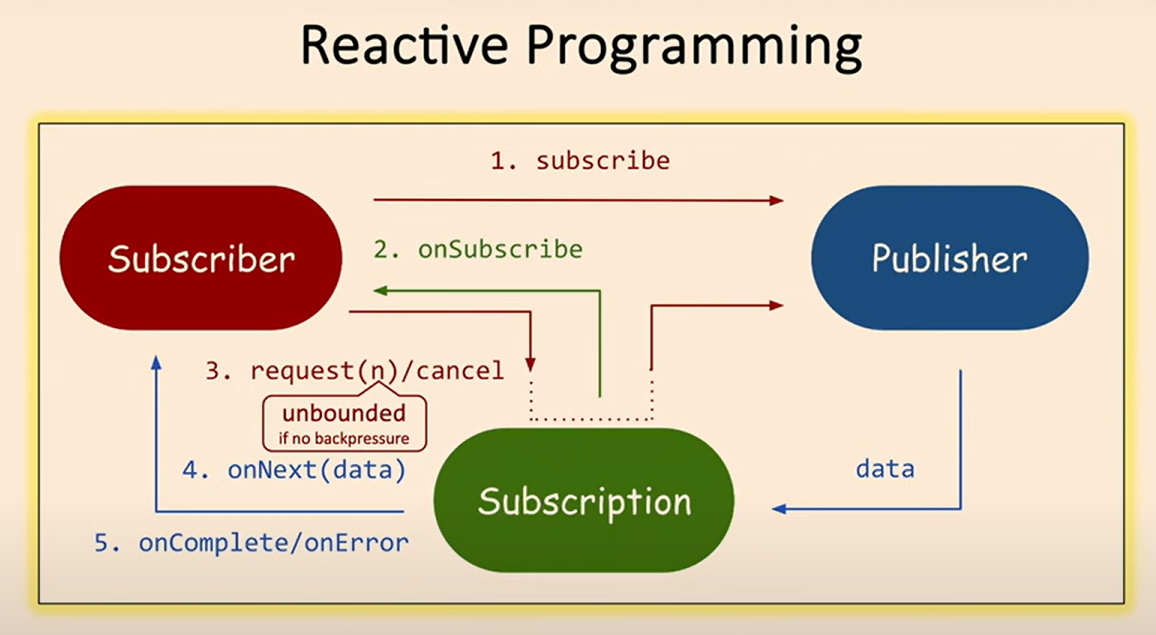 Reactive Programming
1. subscribe
Subscriber
2. onSubscribe
Publisher
3. request(n)/cancel
unbounded
if no backpressure
4. onNext(data)
data
Subscription
5. onComplete/onError